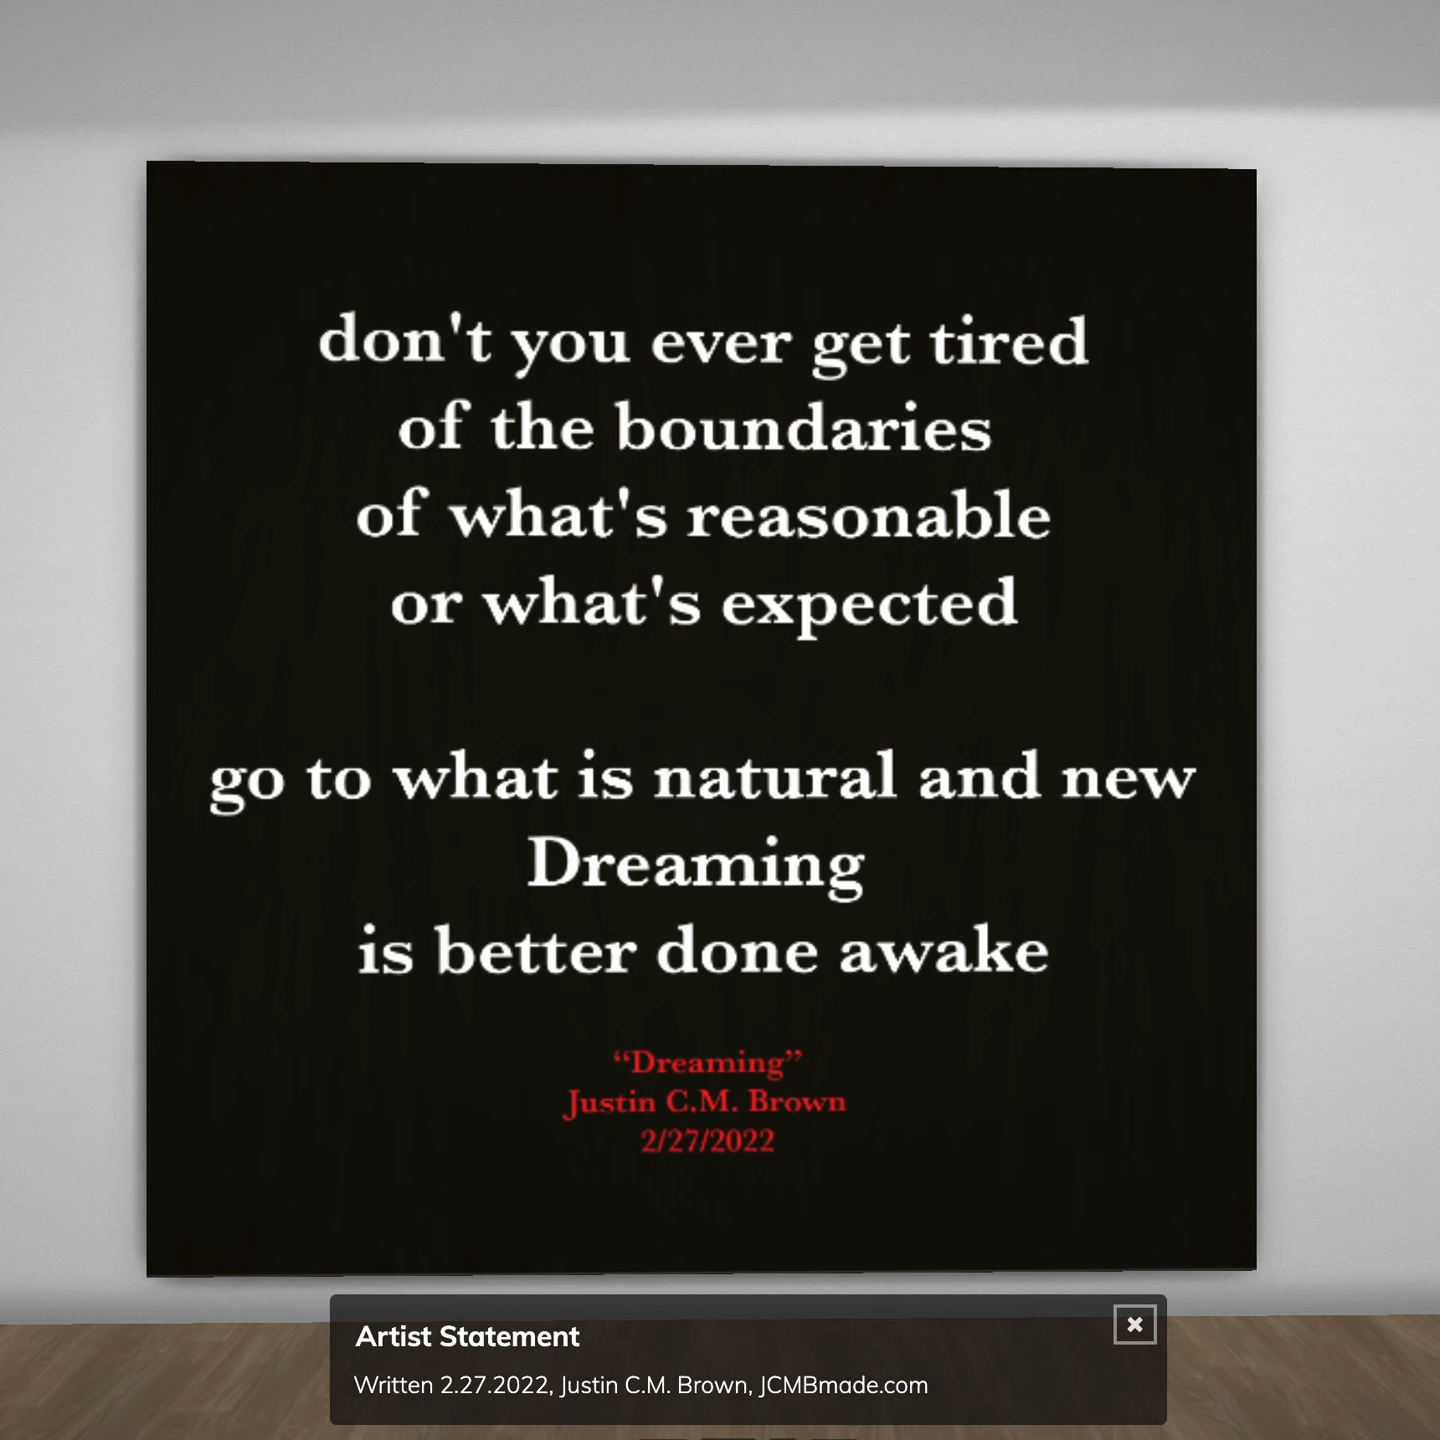 don't you ever get tired
of the boundaries
of what's reasonable
or what's expected
go to what is natural and new
Dreaming
is better done awake
“Dreaming”
Justin C.M. Brown
2/27/2022
Artist Statement
Written 2.27.2022, Justin C.M. Brown, JCMBmade.com